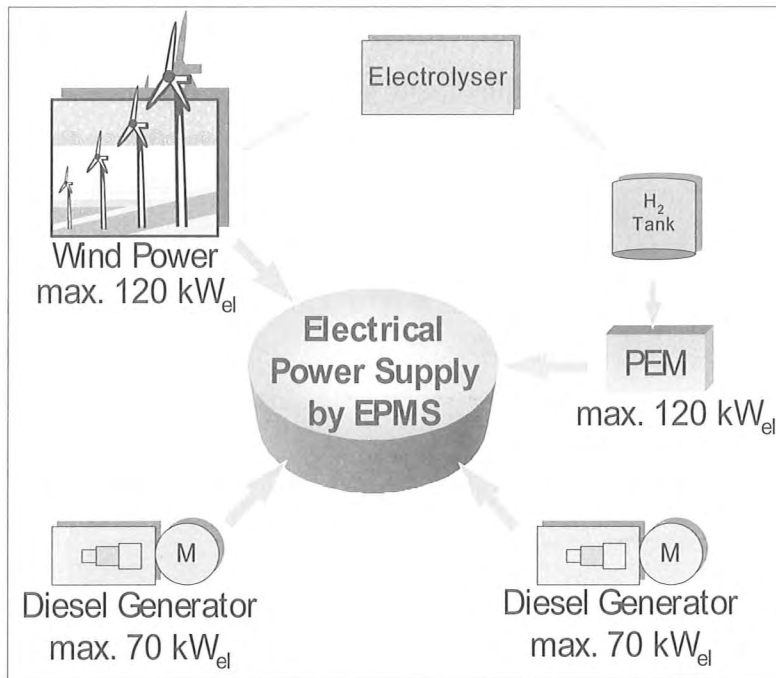 Electrolyser
Wind Power
max. 120 kWel
H2
Tank
Electrical
Power Supply
by EPMS
PEM
max. 120 kWel
M
Diesel Generator
max. 70 kWel
M
Diesel Generator
max. 70 kWel